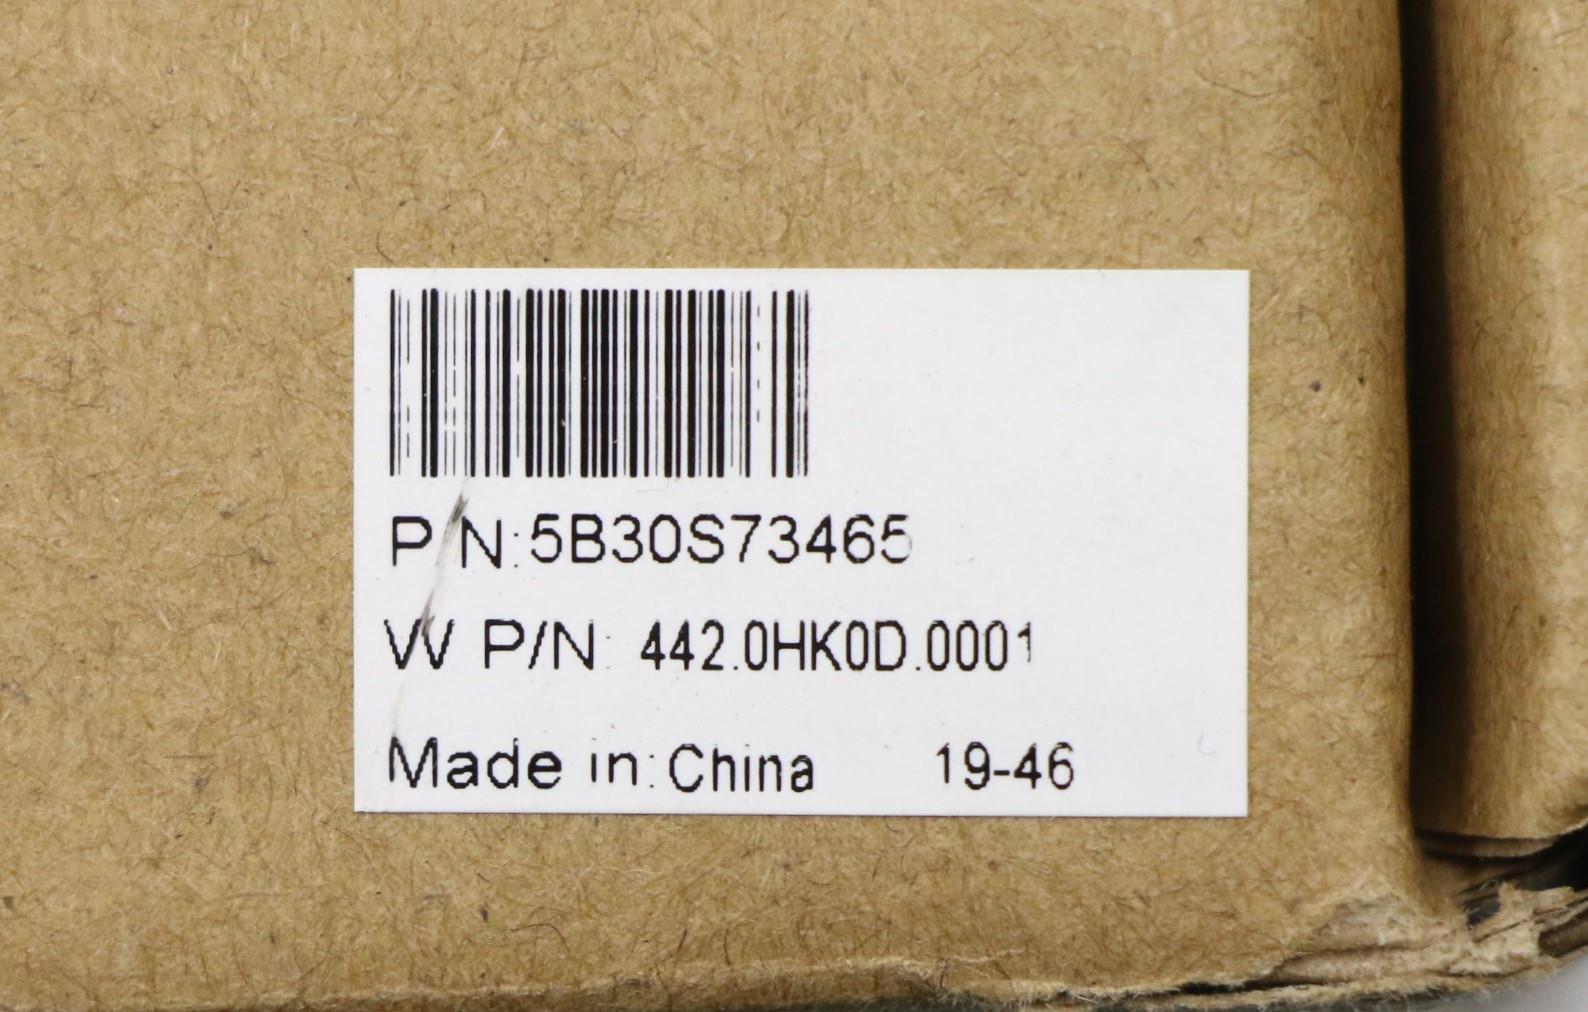 P/N:5B30S73465
W P/N: 442.0HK0D.0001
Made in:China 19-46